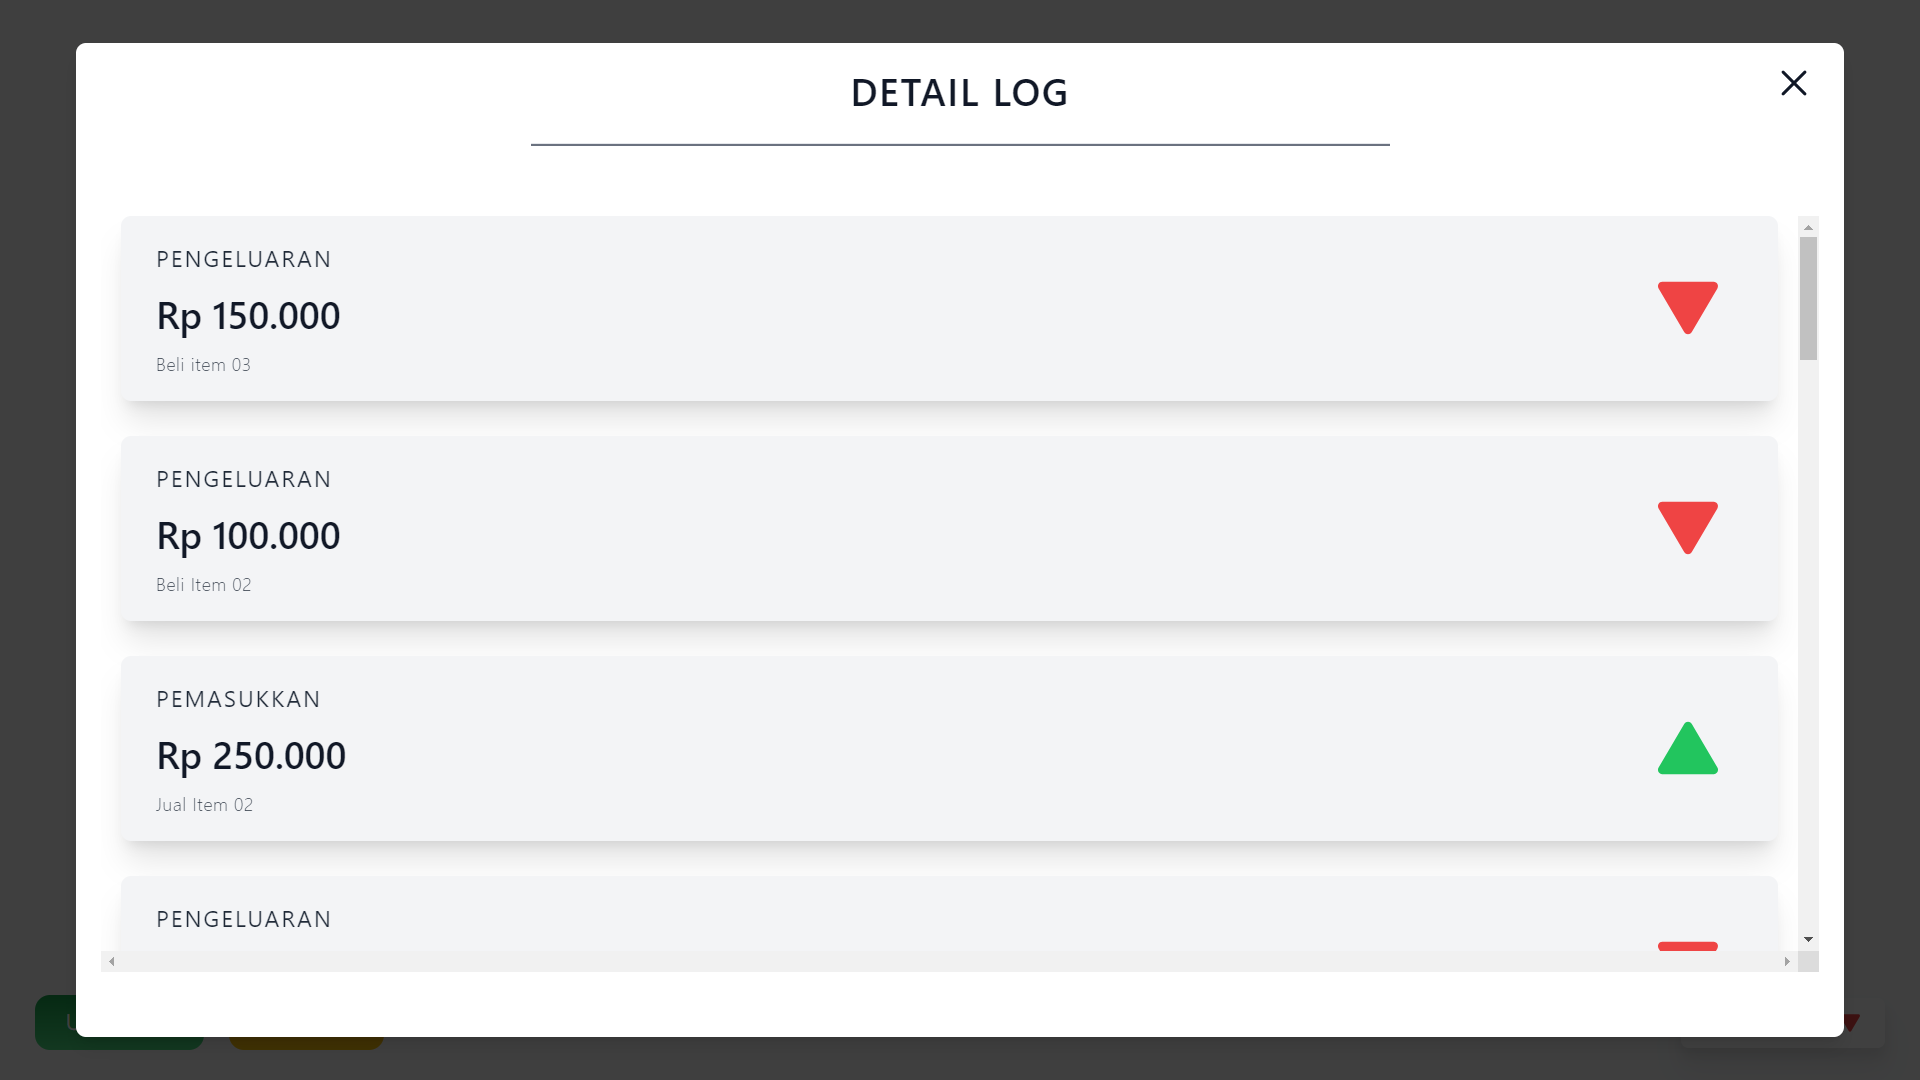 DETAIL LOG
PENGELUARAN
Rp 150.000
Beli item 03
PENGELUARAN
Rp 100.000
Beli Item 02
PEMASUKKAN
Rp 250.000
Jual Item 02
PENGELUARAN